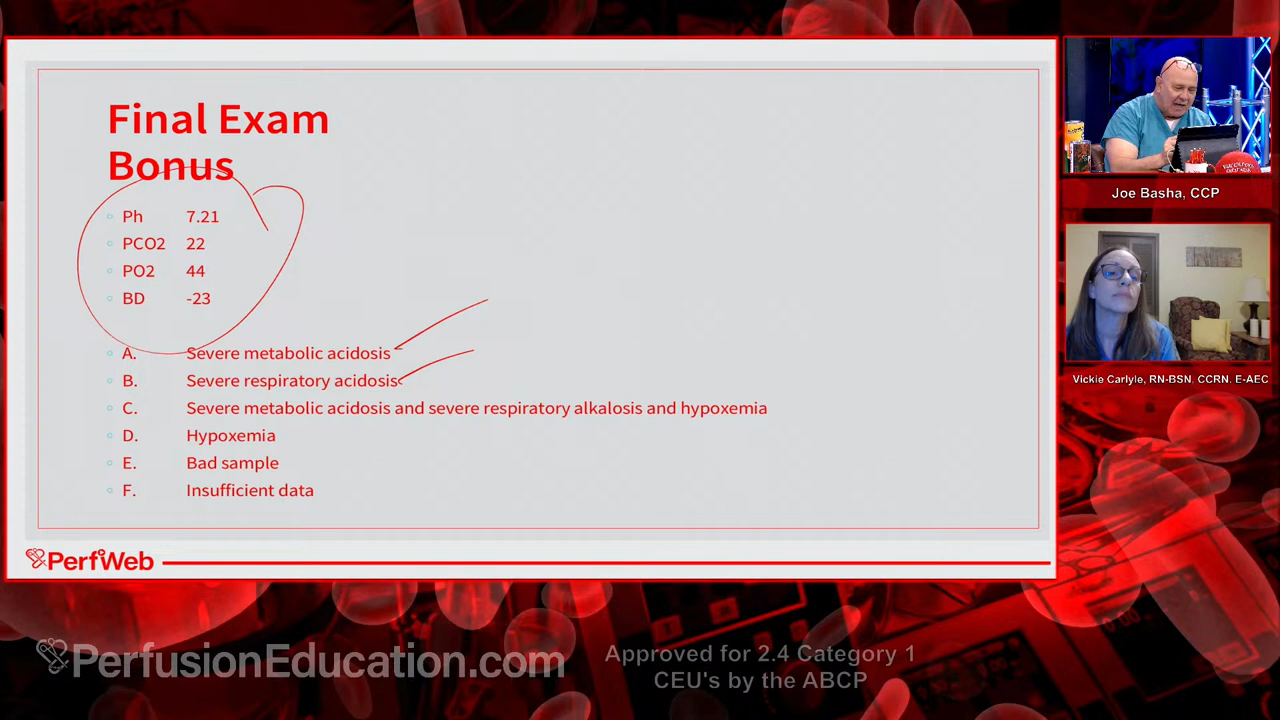 Final Exam
Bonus
Ph 7.21
PCO2 22
PO2 44
BD -23
A. Severe metabolic acidosis
B. Severe respiratory acidosis
C. Severe metabolic acidosis and severe respiratory alkalosis and hypoxemia
D. Hypoxemia
E. Bad sample
F. Insufficient data
PerfWeb
Joe Basha, CCP
Vickie Carlyle, RN-BSN, CCRN, E-AEC
PerfusionEducation.com
Approved for 2.4 Category 1
CEU's by the ABCP